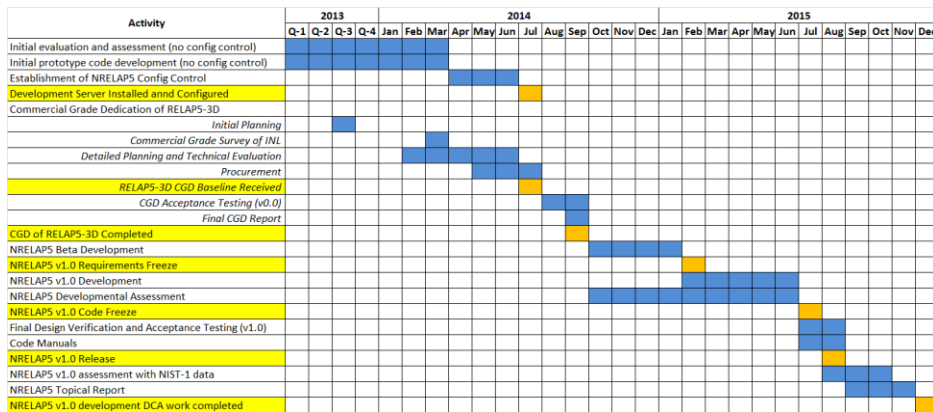 Activity
2013 2014 2015
Q-1 Q-2 Q-3 Q-4 Jan Feb Mar Apr May Jun Jul Aug Sep Oct Nov Dec Jan Feb Mar Apr May Jun Jul Aug Sep Oct Nov Dec
Initial evaluation and assessment (no config control)
Initial prototype code development (no config control)
Establishment of NRELAP5 Config Control
Development Server Installed annd Configured
Commercial Grade Dedication of RELAP5-3D
Initial Planning
Commercial Grade Survey of INL
Detailed Planning and Technical Evaluation
Procurement
RELAP5-3D CGD Baseline Received
CGD Acceptance Testing (v0.0)
Final CGD Report
CGD of RELAP5-3D Completed
NRELAP5 Beta Development
NRELAP5 v1.0 Requirements Freeze
NRELAP5 v1.0 Development
NRELAP5 Developmental Assessment
NRELAP5 v1.0 Code Freeze
Final Design Verification and Acceptance Testing (v1.0)
Code Manuals
NRELAP5 v1.0 Release
NRELAP5 v1.0 assessment with NIST-1 data
NRELAP5 Topical Report
NRELAP5 v1.0 development DCA work completed